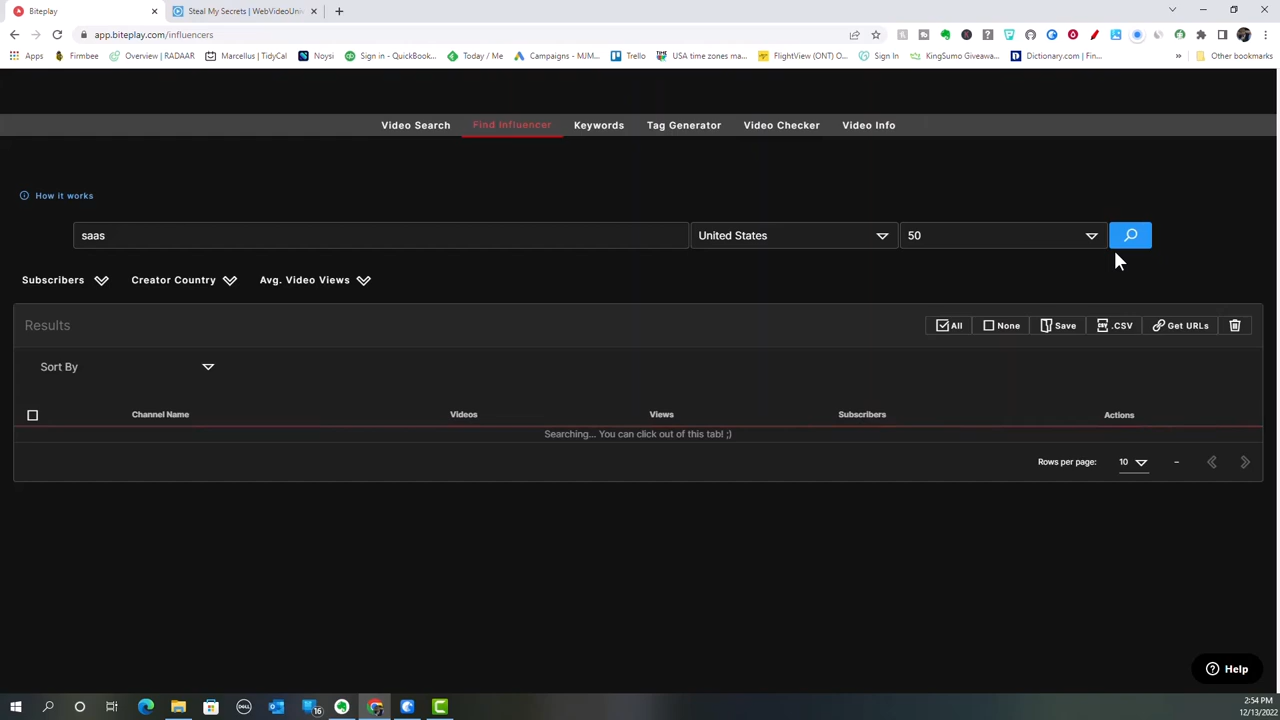 Biteplay
Steal My Secrets | WebVideoUni
app.biteplay.com/influencers
Apps
Firmbee
Overview | RADAAR
Marcellus | TidyCal
Noysi
Sign in - QuickBook...
Today / Me
Campaigns - MJM...
Trello
USA time zones ma...
FlightView (ONT) O...
Sign In
KingSumo Giveawa...
Dictionary.com | Fin...
»
Other bookmarks
Video Search
Find Influencer
Keywords
Tag Generator
Video Checker
Video Info
How it works
saas
United States
50
Subscribers
Creator Country
Avg. Video Views
Results
All
None
Save
.CSV
Get URLs
Sort By
Channel Name
Videos
Views
Subscribers
Actions
Searching... You can click out of this tab! ;)
Rows per page:
10
–
Help
16
2:54 PM
12/13/2022